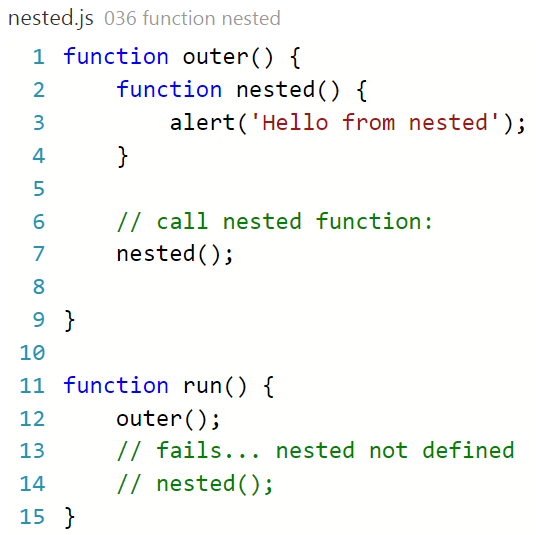 nested.js 036 function nested
1 function outer() {
2     function nested() {
3         alert('Hello from nested');
4     }
5
6     // call nested function:
7     nested();
8
9 }
10
11 function run() {
12     outer();
13     // fails... nested not defined
14     // nested();
15 }